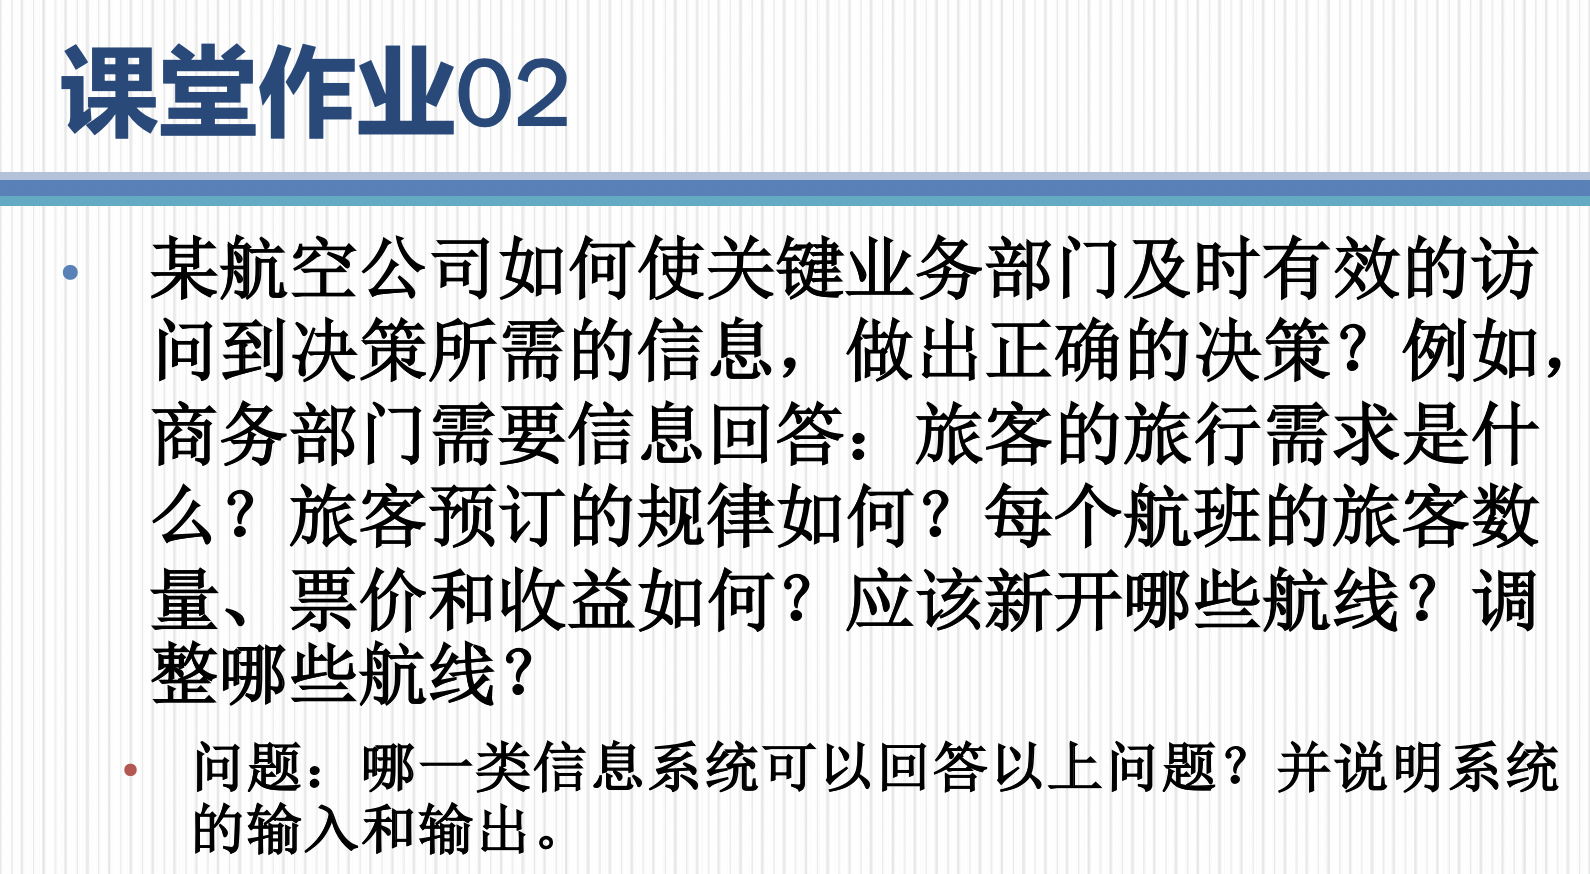 课堂作业02
某航空公司如何使关键业务部门及时有效的访
问到决策所需的信息，做出正确的决策？例如，
商务部门需要信息回答：旅客的旅行需求是什
么？旅客预订的规律如何？每个航班的旅客数
量、票价和收益如何？应该新开哪些航线？调
整哪些航线？
问题：哪一类信息系统可以回答以上问题？并说明系统
的输入和输出。